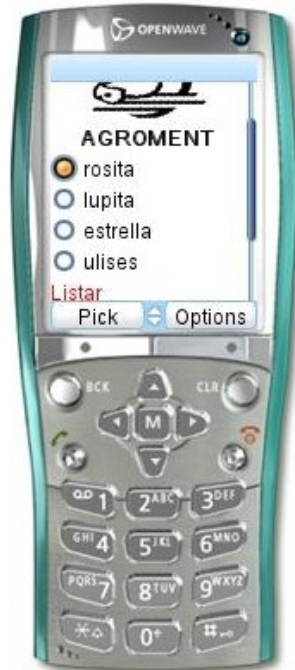 OPENWAVE
AGROMENT
rosita
lupita
estrella
ulises
Listar
Pick Options
BCK CLR
M
1 2ABC 3DEF
GHI4 5JKL 6MNO
PQRS7 8TUV 9WXYZ
0+ #